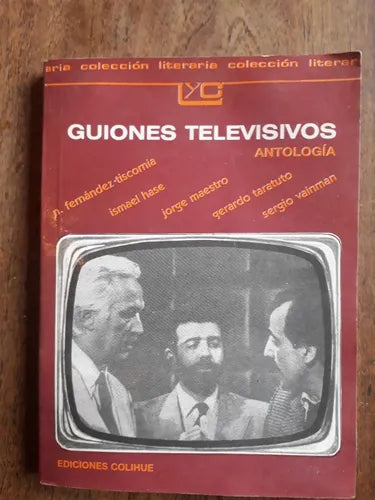 aria colección literaria colección literar
LyC
GUIONES TELEVISIVOS
ANTOLOGÍA
n. fernández-tiscornia
ismael hase
jorge maestro
gerardo taratuto
sergio vainman
EDICIONES COLIHUE